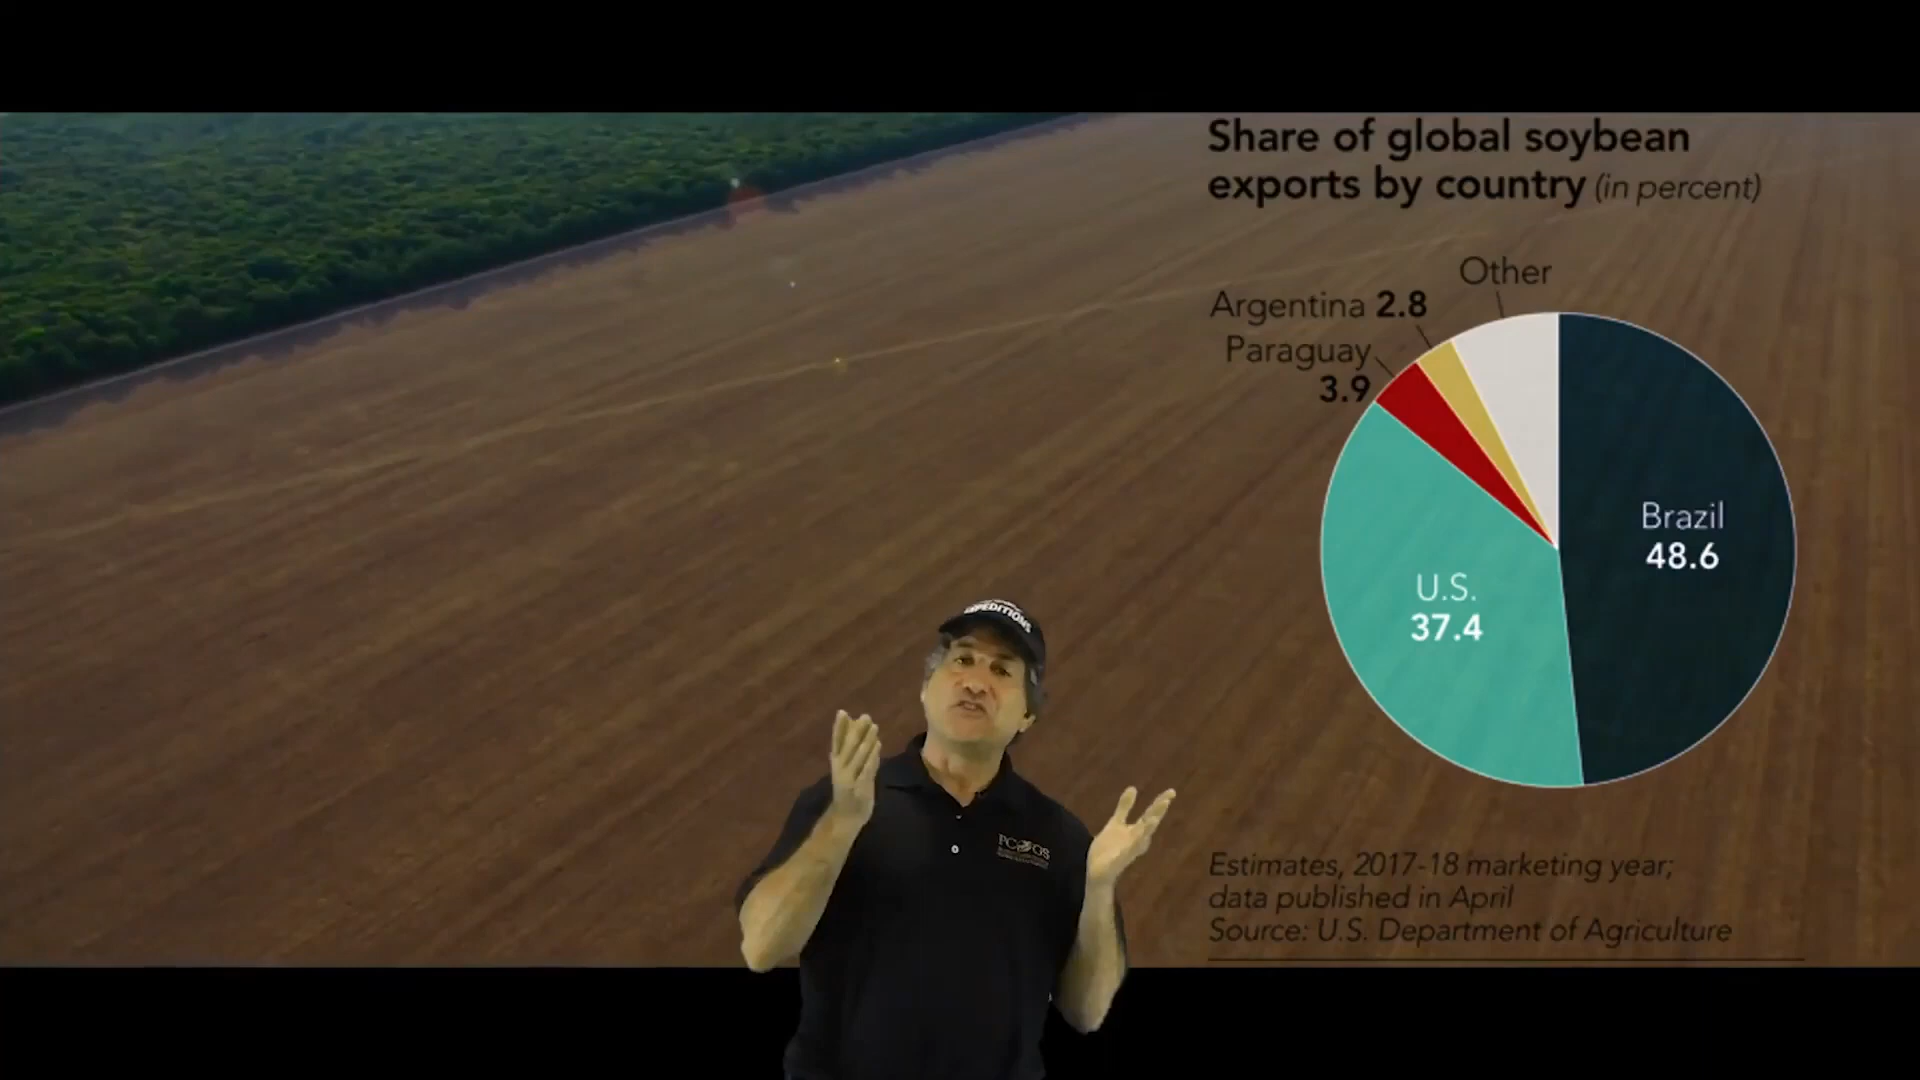 Share of global soybean
exports by country (in percent)
Other
Argentina 2.8
Paraguay
3.9
Brazil
48.6
U.S.
37.4
EXPEDITIONS
Estimates, 2017-18 marketing year;
data published in April
Source: U.S. Department of Agriculture